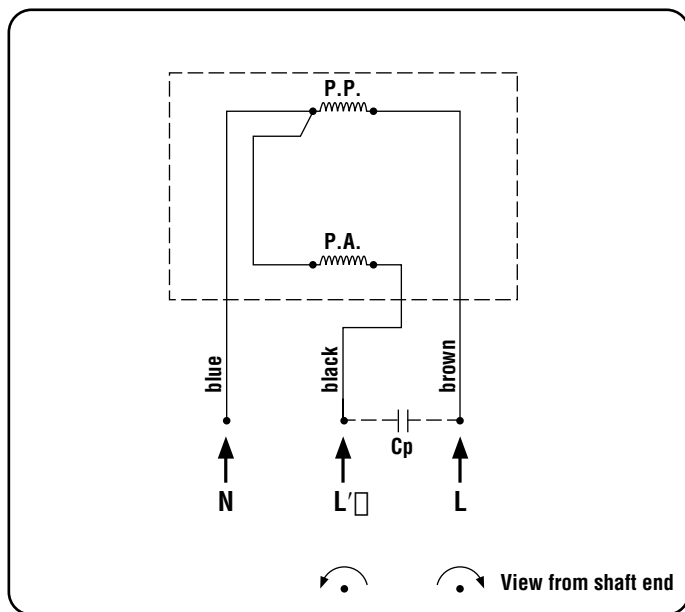 P.P.
P.A.
blue
black
brown
Cp
N
L'
L
View from shaft end